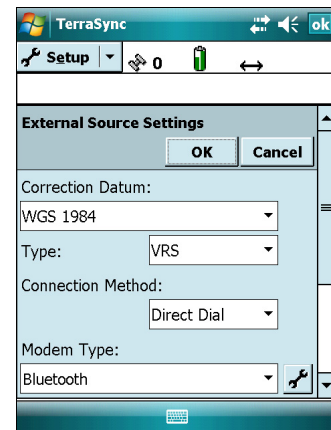 TerraSync
ok
Setup
0
External Source Settings
OK Cancel
Correction Datum:
WGS 1984
Type: VRS
Connection Method:
Direct Dial
Modem Type:
Bluetooth